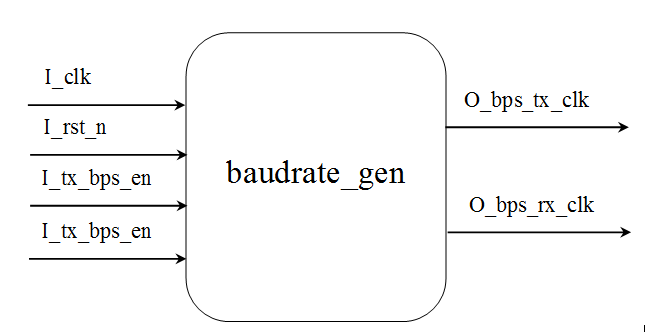 I_clk
I_rst_n
I_tx_bps_en
I_tx_bps_en
baudrate_gen
O_bps_tx_clk
O_bps_rx_clk